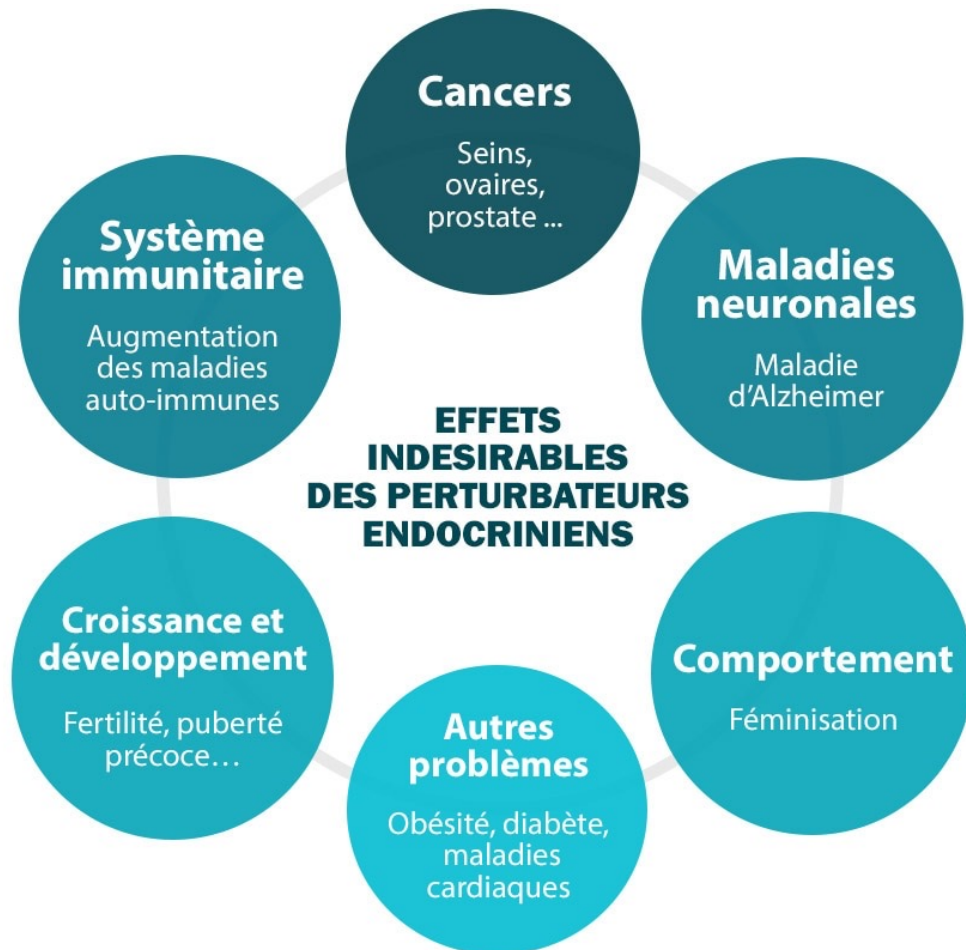 Cancers
Seins,
ovaires,
prostate ...
Maladies
neuronales
Maladie
d’Alzheimer
Comportement
Féminisation
Autres
problèmes
Obésité, diabète,
maladies
cardiaques
Croissance et
développement
Fertilité, puberté
précoce…
Système
immunitaire
Augmentation
des maladies
auto-immunes
EFFETS
INDESIRABLES
DES PERTURBATEURS
ENDOCRINIENS